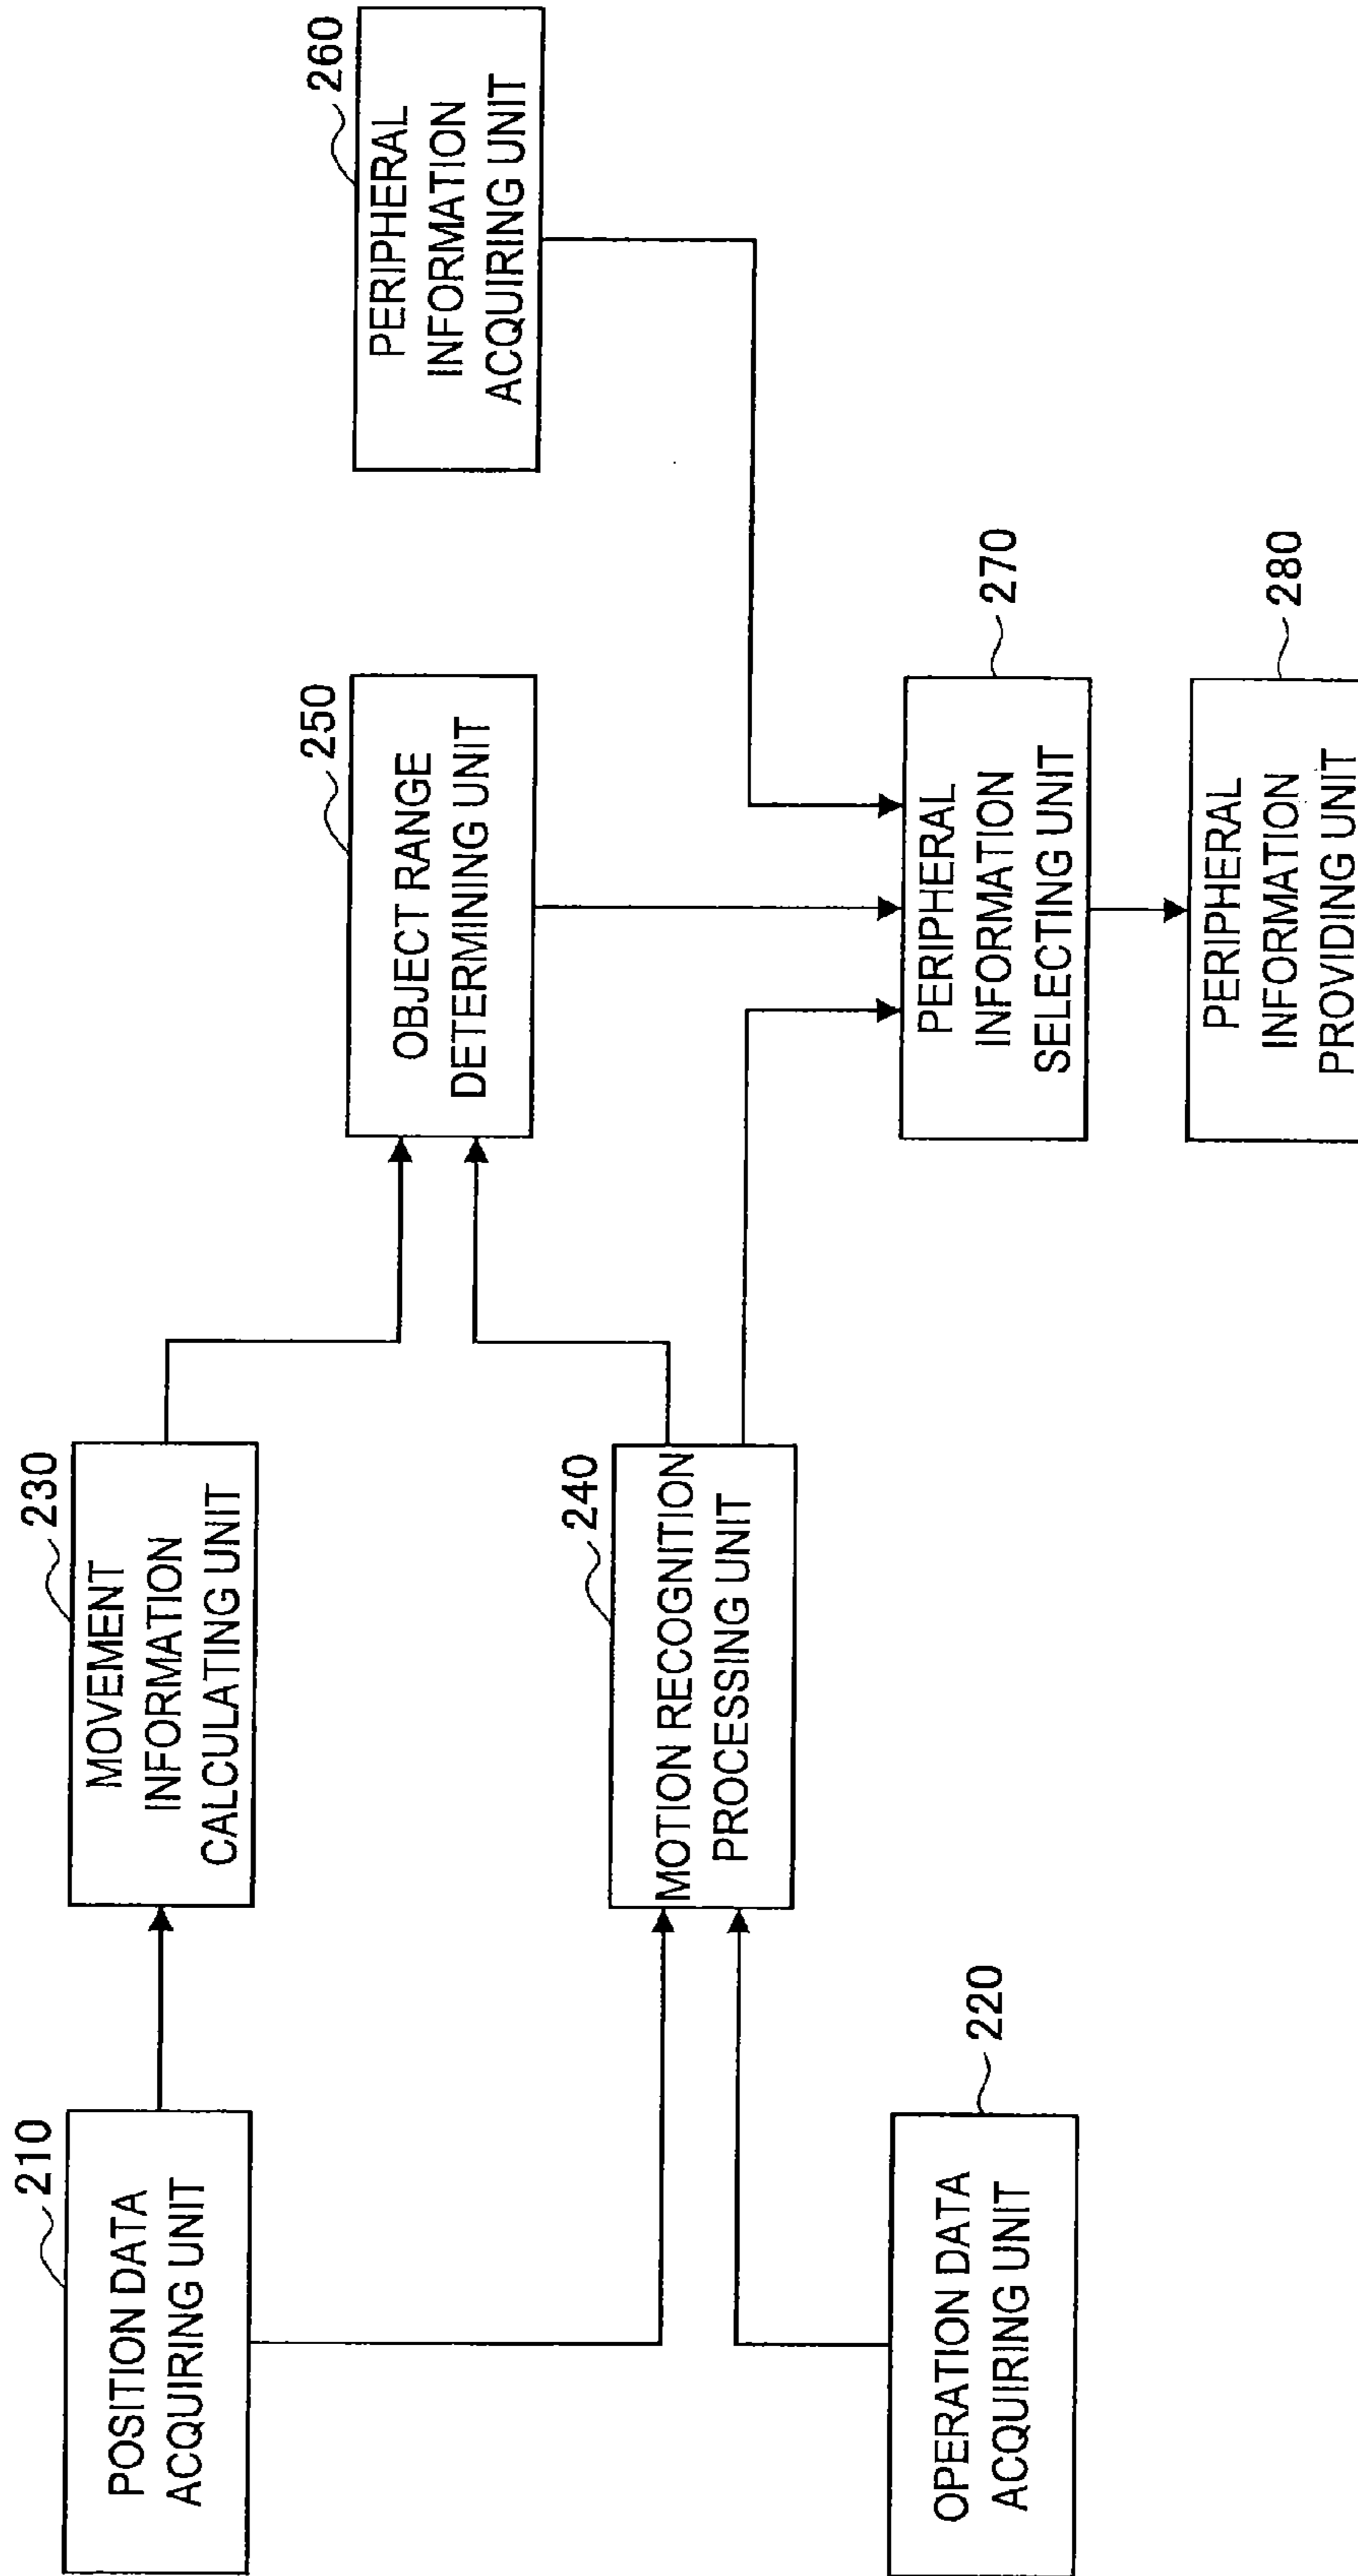 210
POSITION DATA
ACQUIRING UNIT
230
MOVEMENT
INFORMATION
CALCULATING UNIT
250
OBJECT RANGE
DETERMINING UNIT
260
PERIPHERAL
INFORMATION
ACQUIRING UNIT
240
MOTION RECOGNITION
PROCESSING UNIT
220
OPERATION DATA
ACQUIRING UNIT
270
PERIPHERAL
INFORMATION
SELECTING UNIT
280
PERIPHERAL
INFORMATION
PROVIDING UNIT